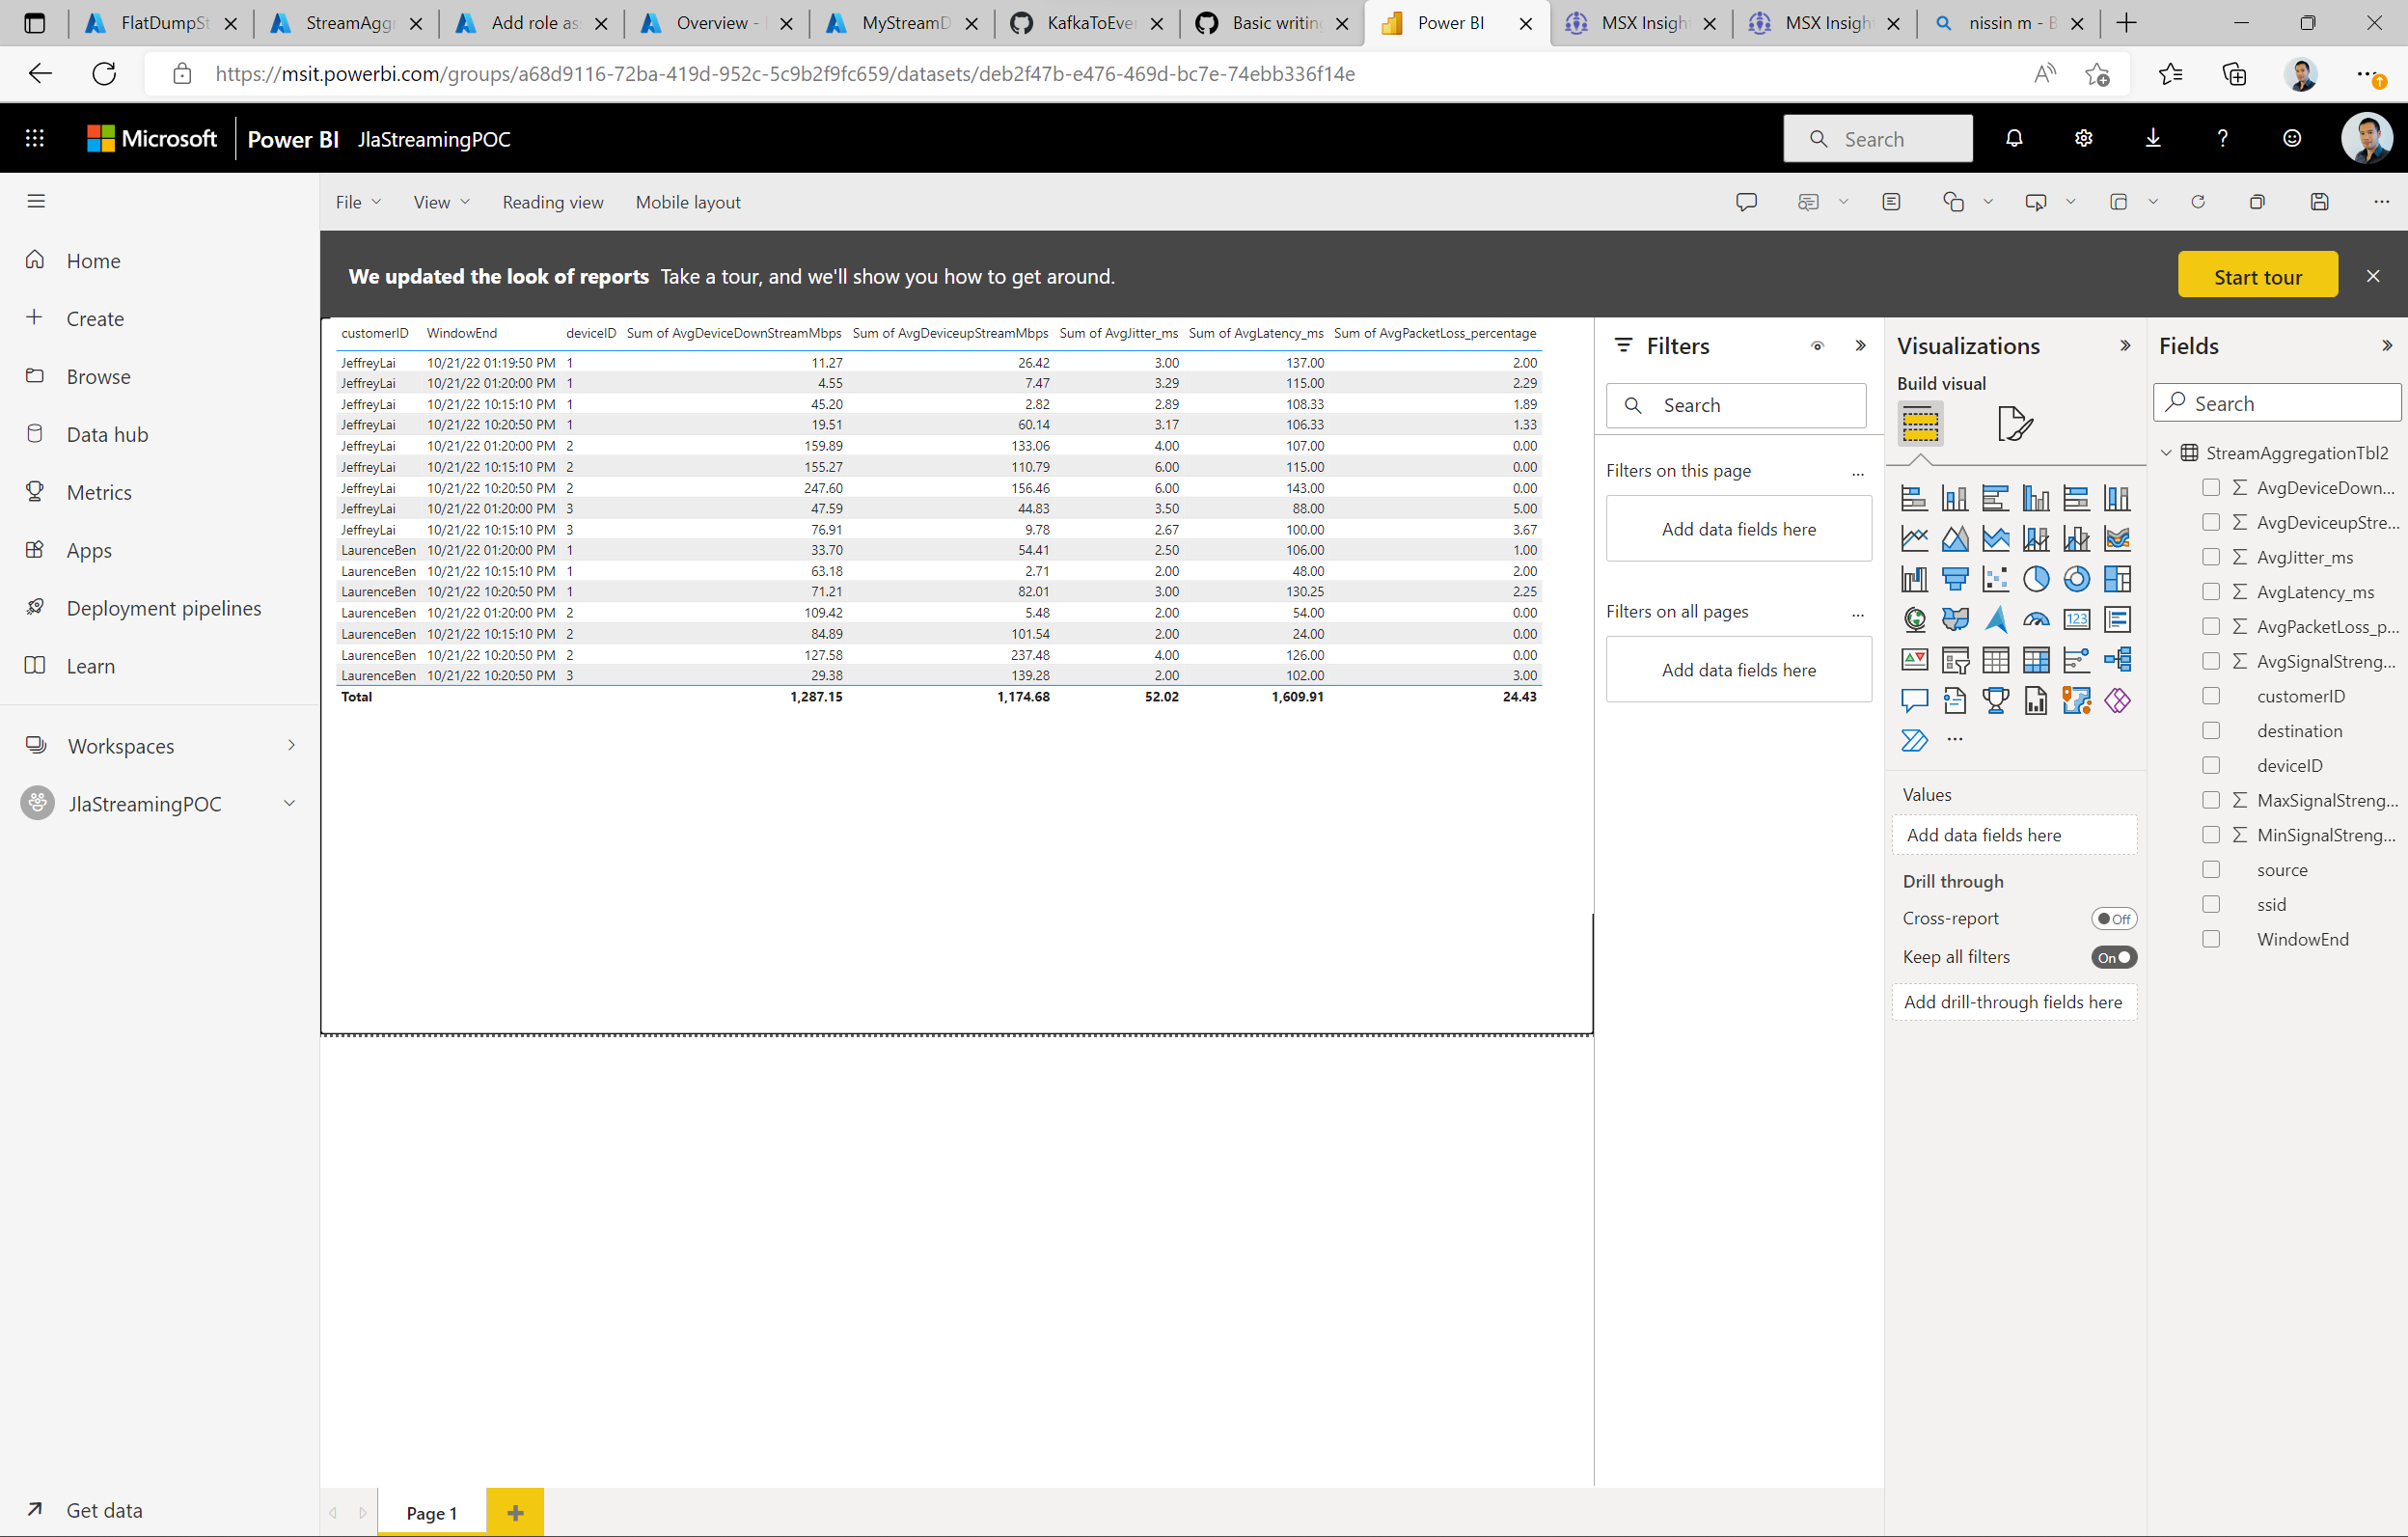 FlatDumpSt
StreamAggr
Add role as
Overview -
MyStreamD
KafkaToEve
Basic writing
Power BI
MSX Insigh
MSX Insigh
nissin m - B
https://msit.powerbi.com/groups/a68d9116-72ba-419d-952c-5c9b2f9fc659/datasets/deb2f47b-e476-469d-bc7e-74ebb336f14e
Microsoft Power BI JlaStreamingPOC
Search
File View Reading view Mobile layout
We updated the look of reports Take a tour, and we'll show you how to get around.
Start tour
Home
Create
Browse
Data hub
Metrics
Apps
Deployment pipelines
Learn
Workspaces
JlaStreamingPOC
Get data
customerID WindowEnd deviceID Sum of AvgDeviceDownStreamMbps Sum of AvgDeviceupStreamMbps Sum of AvgJitter_ms Sum of AvgLatency_ms Sum of AvgPacketLoss_percentage
JeffreyLai 10/21/22 01:19:50 PM 1 11.27 26.42 3.00 137.00 2.00
JeffreyLai 10/21/22 01:20:00 PM 1 4.55 7.47 3.29 115.00 2.29
JeffreyLai 10/21/22 10:15:10 PM 1 45.20 2.82 2.89 108.33 1.89
JeffreyLai 10/21/22 10:20:50 PM 1 19.51 60.14 3.17 106.33 1.33
JeffreyLai 10/21/22 01:20:00 PM 2 159.89 133.06 4.00 107.00 0.00
JeffreyLai 10/21/22 10:15:10 PM 2 155.27 110.79 6.00 115.00 0.00
JeffreyLai 10/21/22 10:20:50 PM 2 247.60 156.46 6.00 143.00 0.00
JeffreyLai 10/21/22 01:20:00 PM 3 47.59 44.83 3.50 88.00 5.00
JeffreyLai 10/21/22 10:15:10 PM 3 76.91 9.78 2.67 100.00 3.67
LaurenceBen 10/21/22 01:20:00 PM 1 33.70 54.41 2.50 106.00 1.00
LaurenceBen 10/21/22 10:15:10 PM 1 63.18 2.71 2.00 48.00 2.00
LaurenceBen 10/21/22 10:20:50 PM 1 71.21 82.01 3.00 130.25 2.25
LaurenceBen 10/21/22 01:20:00 PM 2 109.42 5.48 2.00 54.00 0.00
LaurenceBen 10/21/22 10:15:10 PM 2 84.89 101.54 2.00 24.00 0.00
LaurenceBen 10/21/22 10:20:50 PM 2 127.58 237.48 4.00 126.00 0.00
LaurenceBen 10/21/22 10:20:50 PM 3 29.38 139.28 2.00 102.00 3.00
Total 1,287.15 1,174.68 52.02 1,609.91 24.43
Page 1
Filters
Search
Filters on this page ...
Add data fields here
Filters on all pages ...
Add data fields here
Visualizations
Build visual
123
...
Values
Add data fields here
Drill through
Cross-report Off
Keep all filters On
Add drill-through fields here
Fields
Search
StreamAggregationTbl2
Σ AvgDeviceDown...
Σ AvgDeviceupStre...
Σ AvgJitter_ms
Σ AvgLatency_ms
Σ AvgPacketLoss_p...
Σ AvgSignalStreng...
customerID
destination
deviceID
Σ MaxSignalStreng...
Σ MinSignalStreng...
source
ssid
WindowEnd